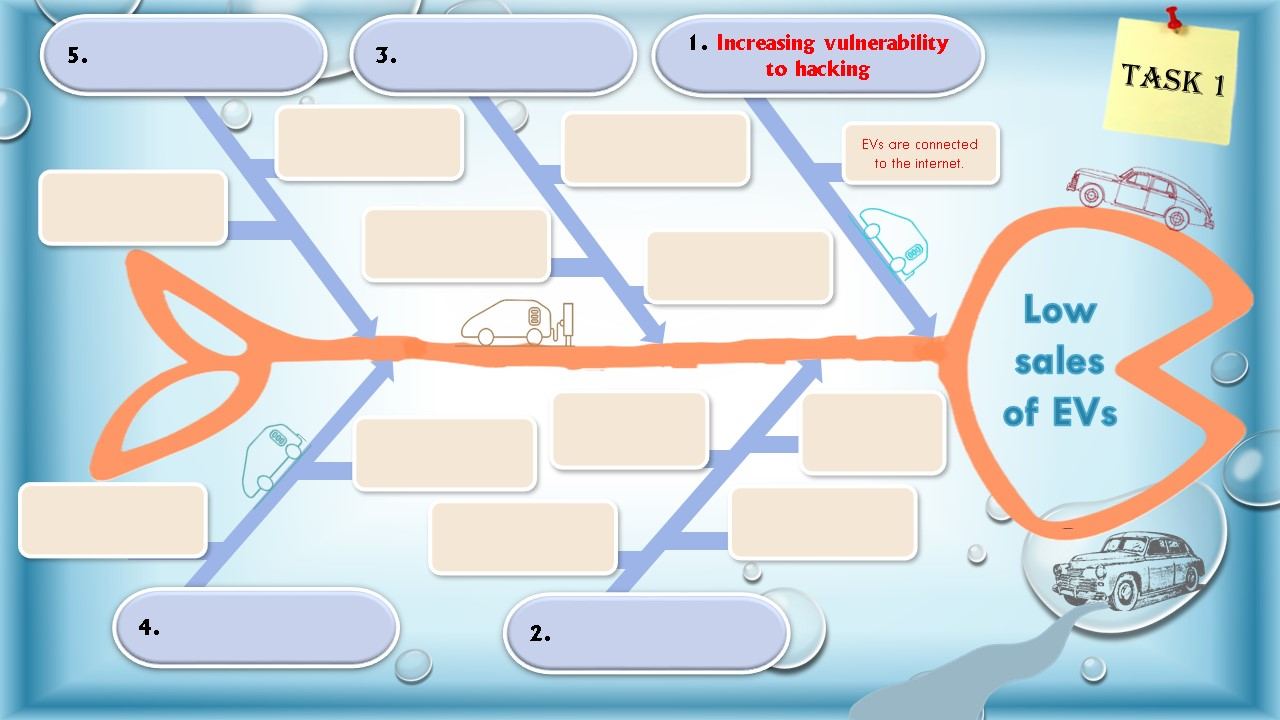 5.
3.
1. Increasing vulnerability
to hacking
TASK 1
EVs are connected
to the internet.
Low
sales
of EVs
4.
2.